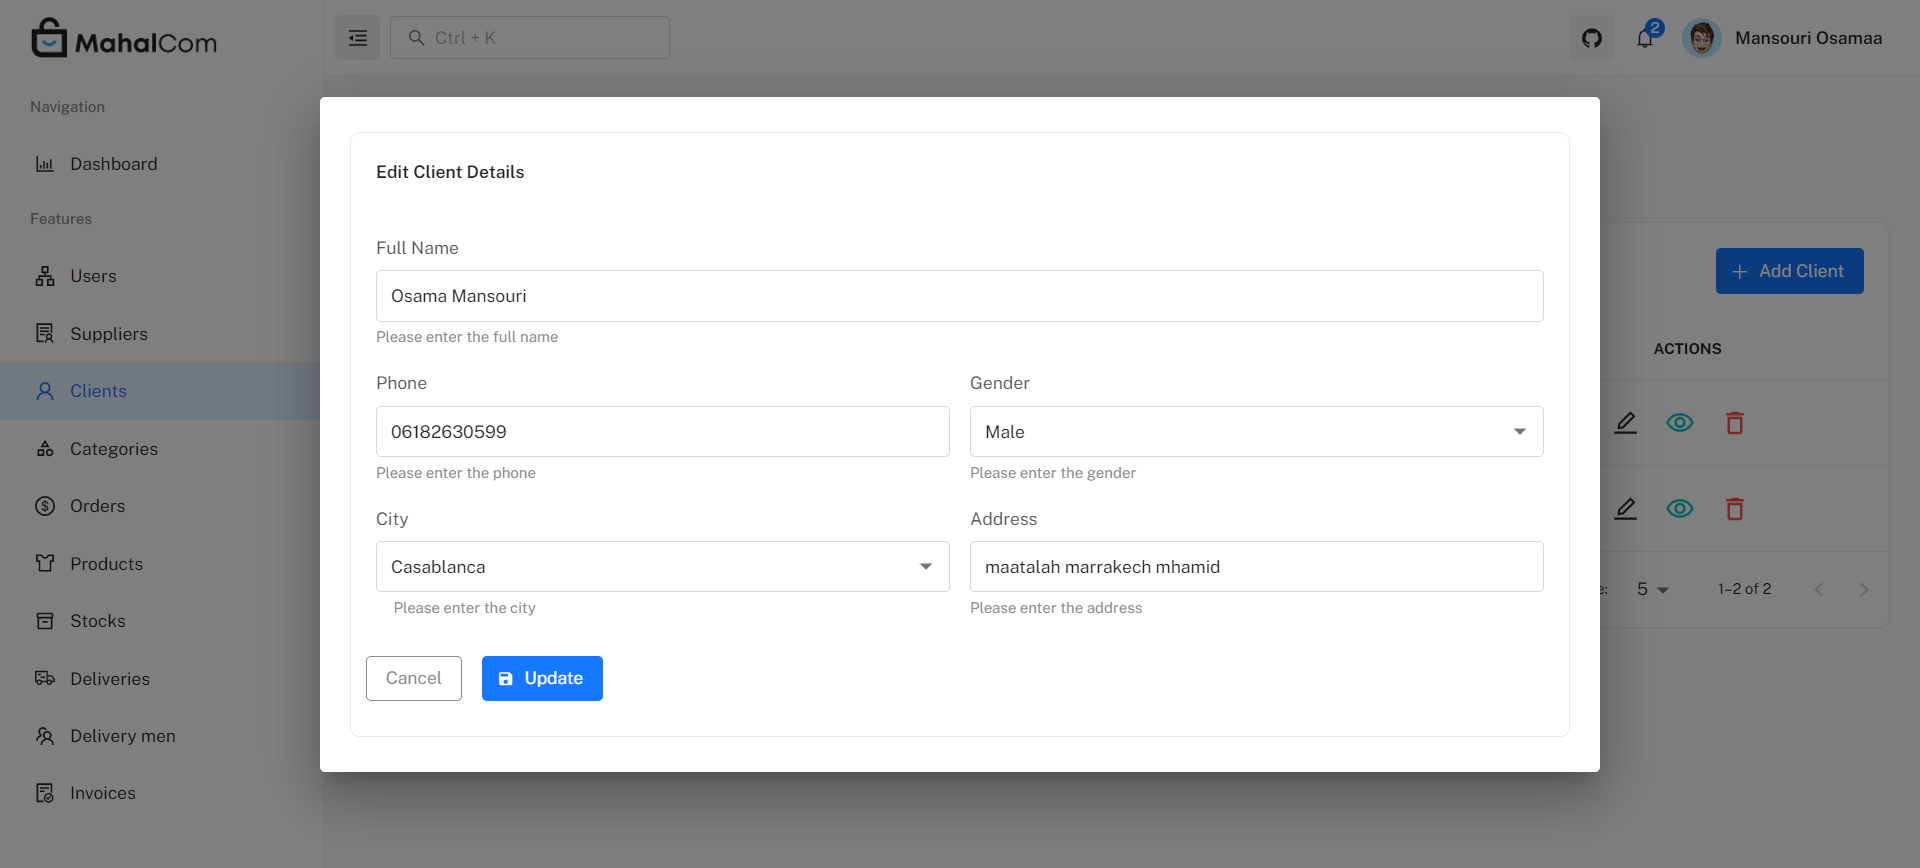 MahalCom
Ctrl + K
2
Mansouri Osamaa
Navigation
Dashboard
Features
Users
Suppliers
Clients
Categories
Orders
Products
Stocks
Deliveries
Delivery men
Invoices
Edit Client Details
Full Name
Osama Mansouri
Please enter the full name
Phone
Gender
06182630599
Male
Please enter the phone
Please enter the gender
City
Address
Casablanca
maatalah marrakech mhamid
Please enter the city
Please enter the address
Cancel
Update
Add Client
ACTIONS
5
1–2 of 2